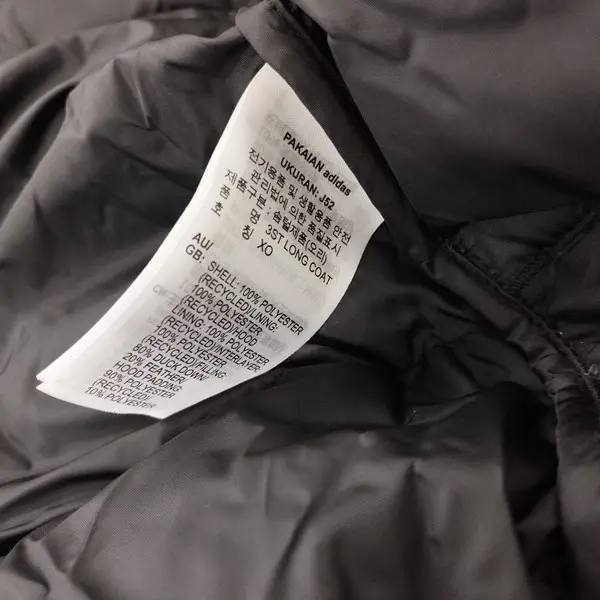 PAKAIAN adidas
UKURAN: J52
전기용품 및 생활용품 안전
관리법에 의한 품질표시
제품구분 : 솜털제품(오리)
품 명 3ST LONG COAT
호 칭 XO
AU/
GB: SHELL: 100% POLYESTER
(RECYCLED)/LINING:
100% POLYESTER
(RECYCLED)/HOOD
LINING: 100% POLYESTER
(RECYCLED)/INTERLAYER:
100% POLYESTER
(RECYCLED)/FILLING:
80% DUCK DOWN/
20% FEATHER/
HOOD PADDING:
90% POLYESTER
(RECYCLED)/
10% POLYESTER